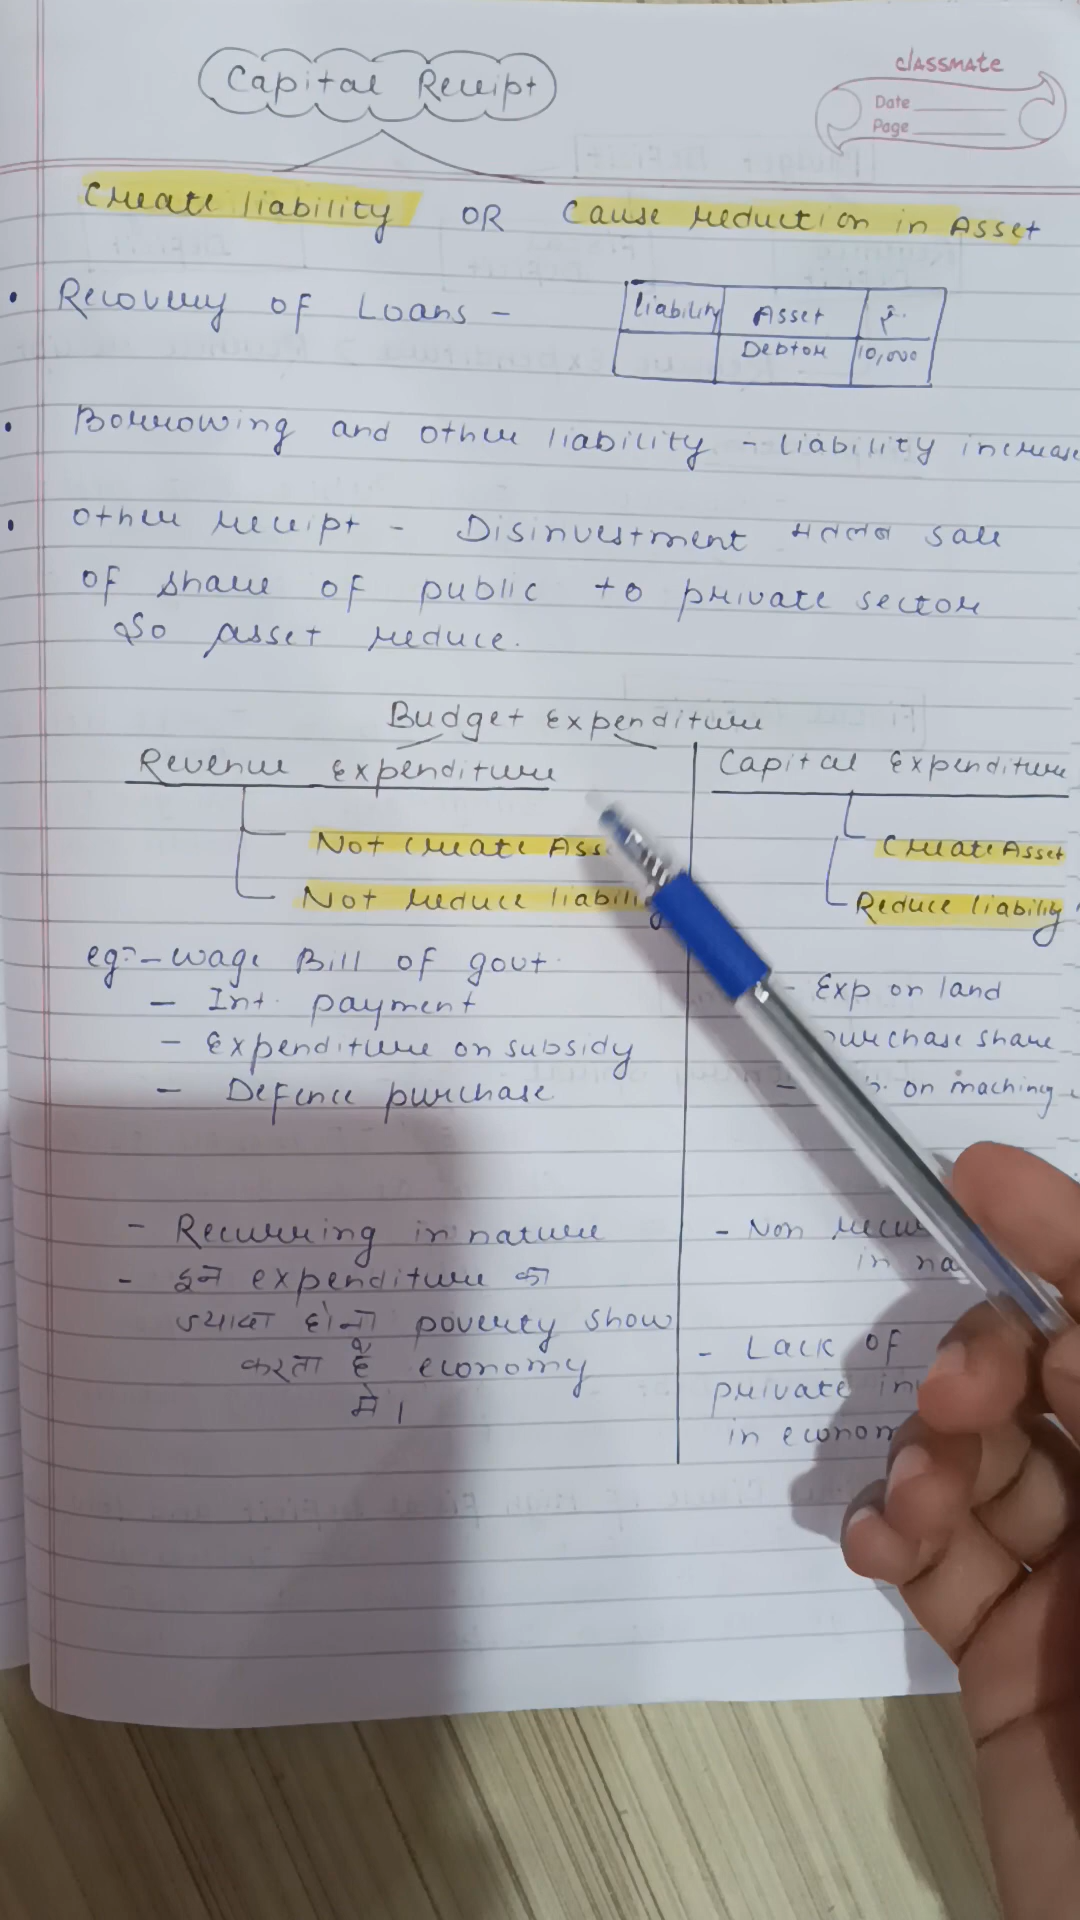 Capital Receipt
classmate
Date
Page
Create liability OR Cause reduction in Asset
• Recovery of Loans -
liability Asset ₹.
Debtor 10,000
• Borrowing and other liability - liability increase
• other receipt - Disinvestment मतलब sale
of share of public to private sector
So asset reduce.
Budget Expenditure
Revenue Expenditure
Capital Expenditure
Not create
Create Asset
Not reduce
Reduce liability
eg:- wage Bill of govt.
- Int. payment
- Expenditure on subsidy
- Defence purchase
- Exp on land
purchase share
on maching
- Recurring in nature
- इन expenditure का
ज्यादा होना poverty show
करता है economy
में।
- Non
in
- Lack of
private
in